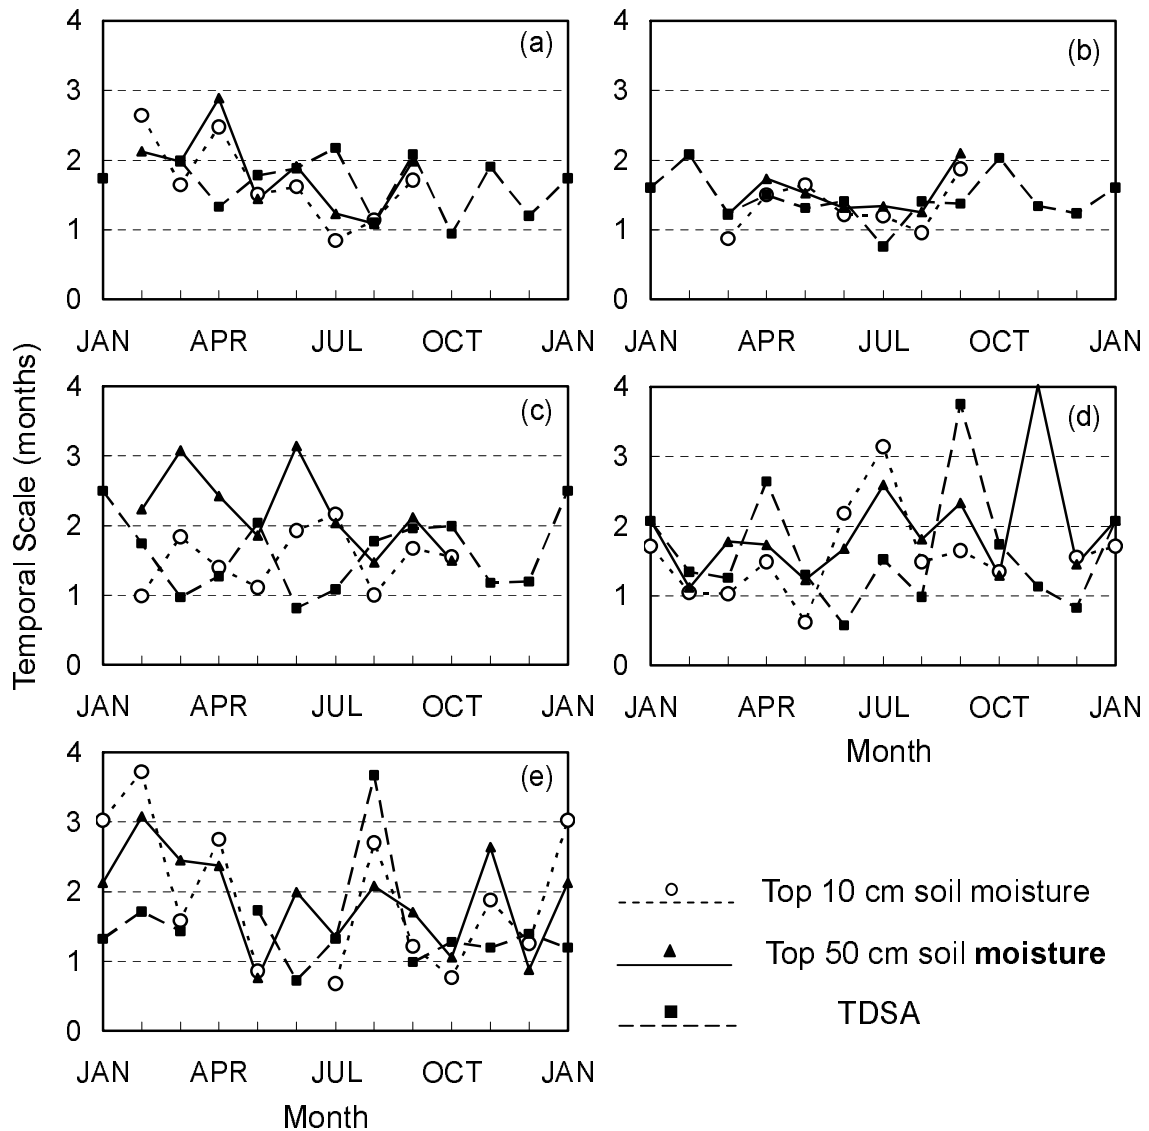 4 (a) 4 (b)
3 3
2 2
1 1
0 0
JAN APR JUL OCT JAN JAN APR JUL OCT JAN
Temporal Scale (months)
4 (c) 4 (d)
3 3
2 2
1 1
0 0
JAN APR JUL OCT JAN JAN APR JUL OCT JAN
Month
4 (e)
3
2
1
0
JAN APR JUL OCT JAN
Month
Top 10 cm soil moisture
Top 50 cm soil moisture
TDSA